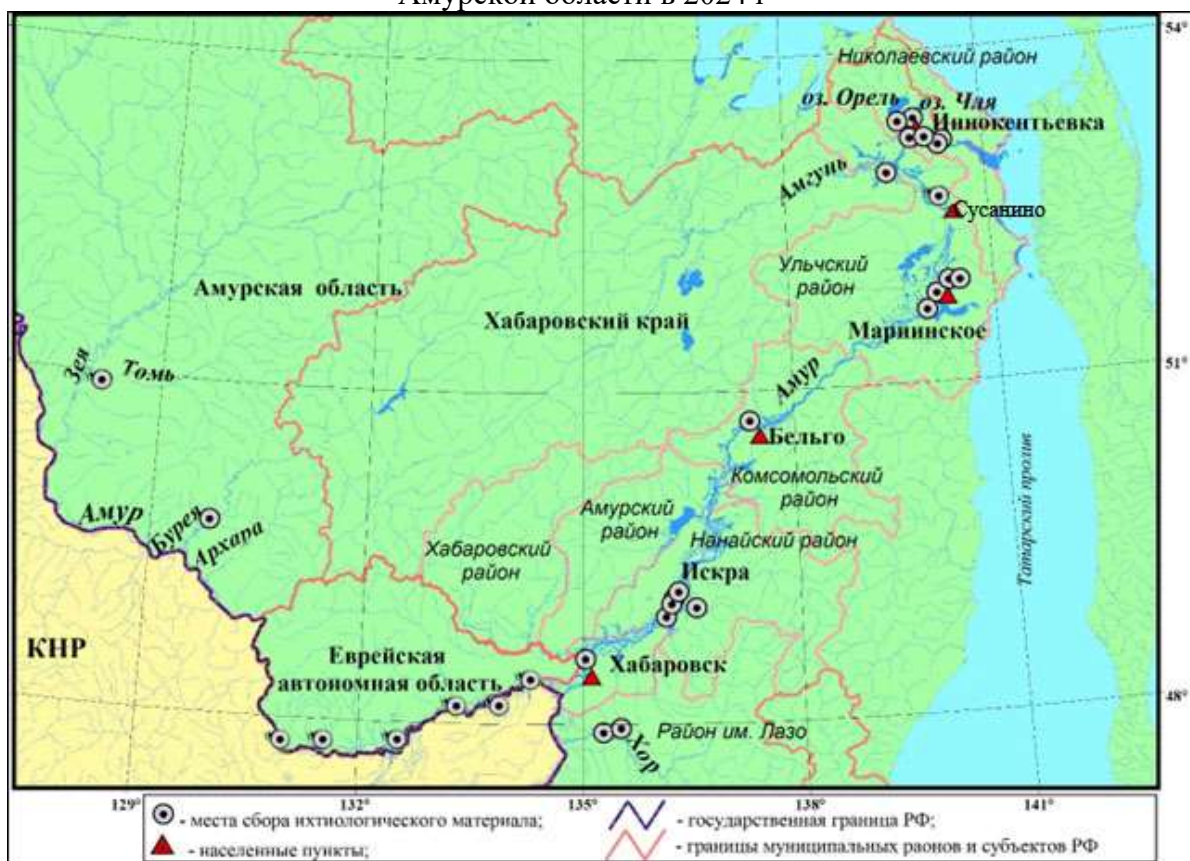 Амурской области в 2024 г
54°
Николаевский район
оз. Орель оз. Чля
Иннокентьевка
Амгунь
Сусанино
Ульчский
район
Амурская область
Хабаровский край
Мариинское
Зея
Томь
51°
Амур
Бельго
Татарский пролив
Комсомольский
район
Амурский
район
Амур
Бурея
Архара
Хабаровский
район
Нанайский район
Искра
КНР
Еврейская
автономная область
Хабаровск
48°
Район им. Лазо
Хор
129° 132° 135° 138° 141°
- места сбора ихтиологического материала;
- государственная граница РФ;
- населенные пункты;
- границы муниципальных раонов и субъектов РФ